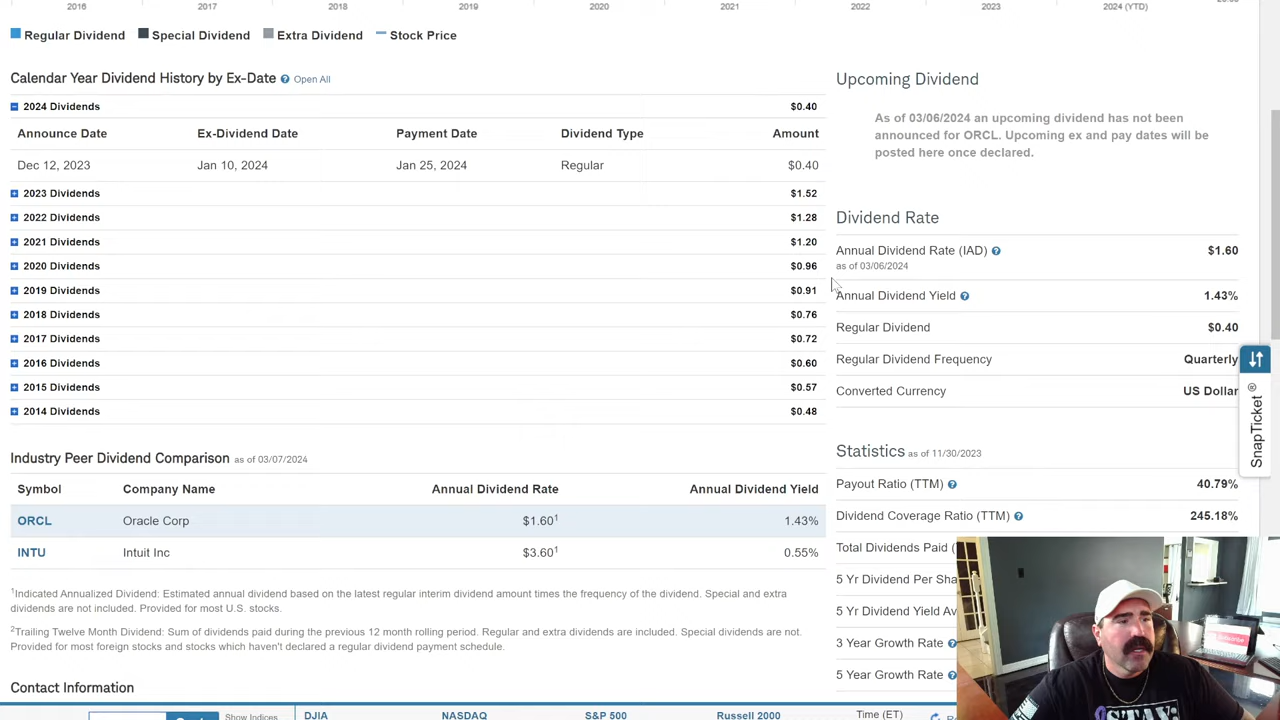 2016 2017 2018 2019 2020 2021 2022 2023 2024 (YTD)
Regular Dividend Special Dividend Extra Dividend Stock Price
Calendar Year Dividend History by Ex-Date Open All
2024 Dividends $0.40
Announce Date Ex-Dividend Date Payment Date Dividend Type Amount
Dec 12, 2023 Jan 10, 2024 Jan 25, 2024 Regular $0.40
2023 Dividends $1.52
2022 Dividends $1.28
2021 Dividends $1.20
2020 Dividends $0.96
2019 Dividends $0.91
2018 Dividends $0.76
2017 Dividends $0.72
2016 Dividends $0.60
2015 Dividends $0.57
2014 Dividends $0.48
Industry Peer Dividend Comparison as of 03/07/2024
Symbol Company Name Annual Dividend Rate Annual Dividend Yield
ORCL Oracle Corp $1.60¹ 1.43%
INTU Intuit Inc $3.60¹ 0.55%
¹Indicated Annualized Dividend: Estimated annual dividend based on the latest regular interim dividend amount times the frequency of the dividend. Special and extra
dividends are not included. Provided for most U.S. stocks.
²Trailing Twelve Month Dividend: Sum of dividends paid during the previous 12 month rolling period. Regular and extra dividends are included. Special dividends are not.
Provided for most foreign stocks and stocks which haven't declared a regular dividend payment schedule.
Contact Information
Upcoming Dividend
As of 03/06/2024 an upcoming dividend has not been
announced for ORCL. Upcoming ex and pay dates will be
posted here once declared.
Dividend Rate
Annual Dividend Rate (IAD) $1.60
as of 03/06/2024
Annual Dividend Yield 1.43%
Regular Dividend $0.40
Regular Dividend Frequency Quarterly
Converted Currency US Dollar
Statistics as of 11/30/2023
Payout Ratio (TTM) 40.79%
Dividend Coverage Ratio (TTM) 245.18%
Total Dividends Paid (
5 Yr Dividend Per Sha
5 Yr Dividend Yield Av
3 Year Growth Rate
5 Year Growth Rate
SnapTicket®
Subscribe
Show Indices DJIA NASDAQ S&P 500 Russell 2000 Time (ET)